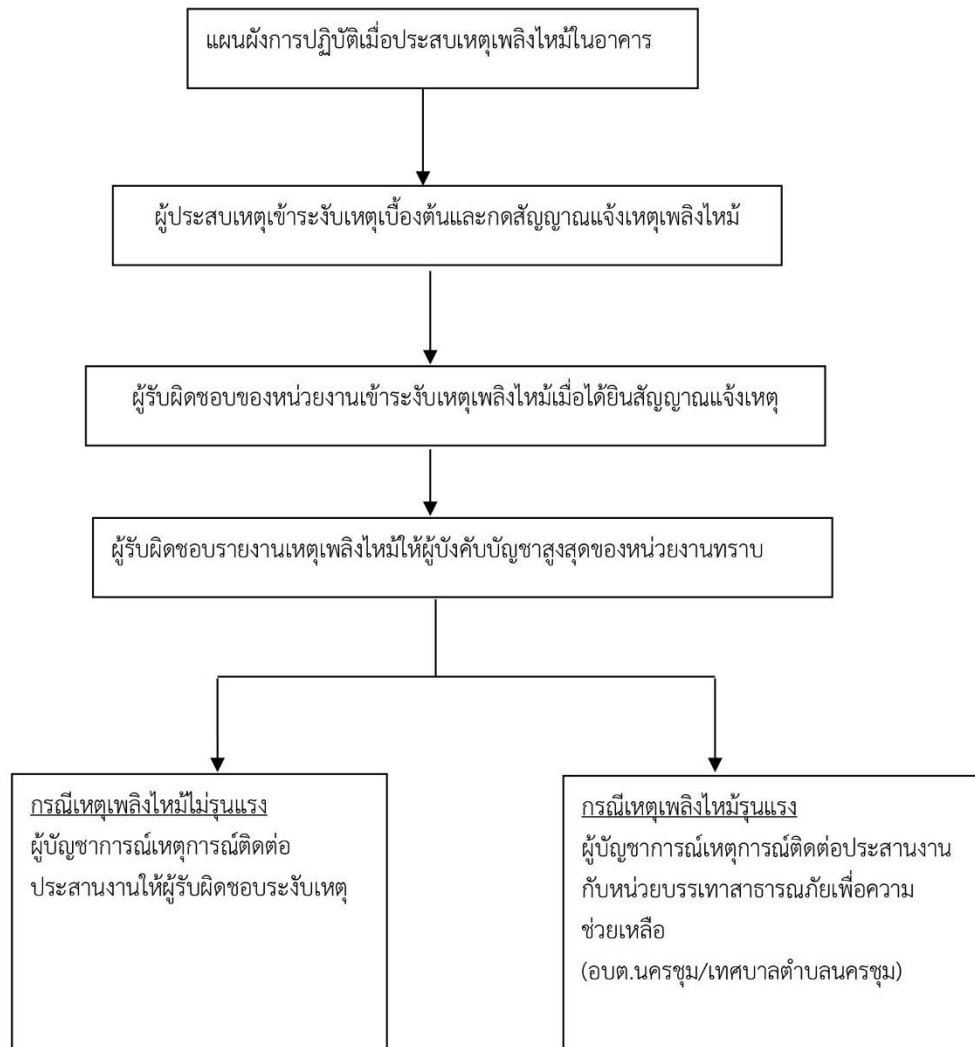 แผนผังการปฏิบัติเมื่อประสบเหตุเพลิงไหม้ในอาคาร
ผู้ประสบเหตุเข้าระงับเหตุเบื้องต้นและกดสัญญาณแจ้งเหตุเพลิงไหม้
ผู้รับผิดชอบของหน่วยงานเข้าระงับเหตุเพลิงไหม้เมื่อได้ยินสัญญาณแจ้งเหตุ
ผู้รับผิดชอบรายงานเหตุเพลิงไหม้ให้ผู้บังคับบัญชาสูงสุดของหน่วยงานทราบ
กรณีเหตุเพลิงไหม้ไม่รุนแรง
ผู้บัญชาการณ์เหตุการณ์ติดต่อ
ประสานงานให้ผู้รับผิดชอบระงับเหตุ
กรณีเหตุเพลิงไหม้รุนแรง
ผู้บัญชาการณ์เหตุการณ์ติดต่อประสานงาน
กับหน่วยบรรเทาสาธารณภัยเพื่อความ
ช่วยเหลือ
(อบต.นครชุม/เทศบาลตำบลนครชุม)